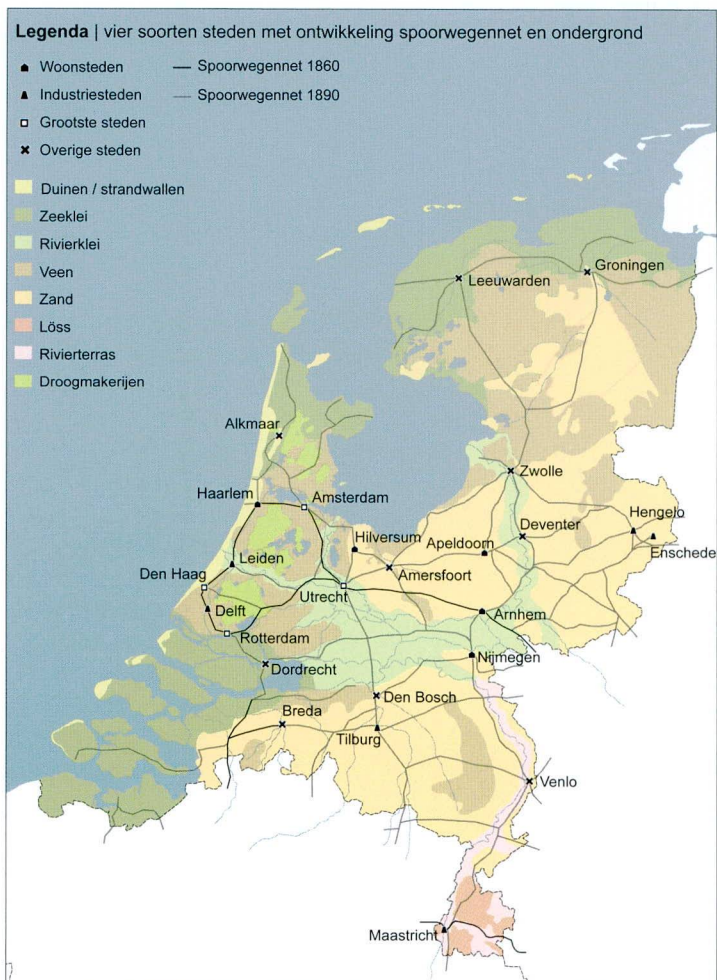 Legenda | vier soorten steden met ontwikkeling spoorwegennet en ondergrond
Woonsteden
Spoorwegennet 1860
Industriesteden
Spoorwegennet 1890
Grootste steden
Overige steden
Duinen / strandwallen
Zeeklei
Rivierklei
Veen
Zand
Löss
Rivierterras
Droogmakerijen
Groningen
Leeuwarden
Alkmaar
Zwolle
Haarlem
Amsterdam
Hengelo
Deventer
Hilversum
Apeldoorn
Enschede
Leiden
Amersfoort
Den Haag
Utrecht
Delft
Arnhem
Rotterdam
Nijmegen
Dordrecht
Den Bosch
Breda
Tilburg
Venlo
Maastricht